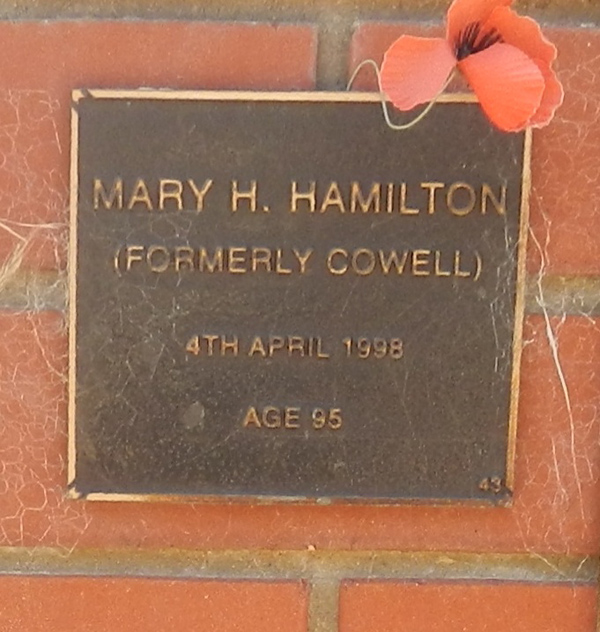 MARY H. HAMILTON
(FORMERLY COWELL)
4TH APRIL 1998
AGE 95
43